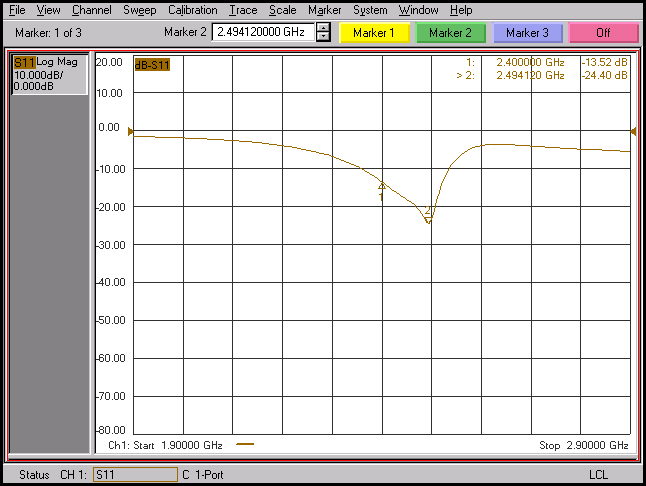 File View Channel Sweep Calibration Trace Scale Marker System Window Help
Marker: 1 of 3 Marker 2 2.494120000 GHz Marker 1 Marker 2 Marker 3 Off
S11 Log Mag
10.000dB/
0.000dB
dB-S11
1: 2.400000 GHz -13.52 dB
> 2: 2.494120 GHz -24.40 dB
20.00
10.00
0.00
-10.00
-20.00
-30.00
-40.00
-50.00
-60.00
-70.00
-80.00
1
2
Ch1: Start 1.90000 GHz Stop 2.90000 GHz
Status CH 1: S11 C 1-Port LCL